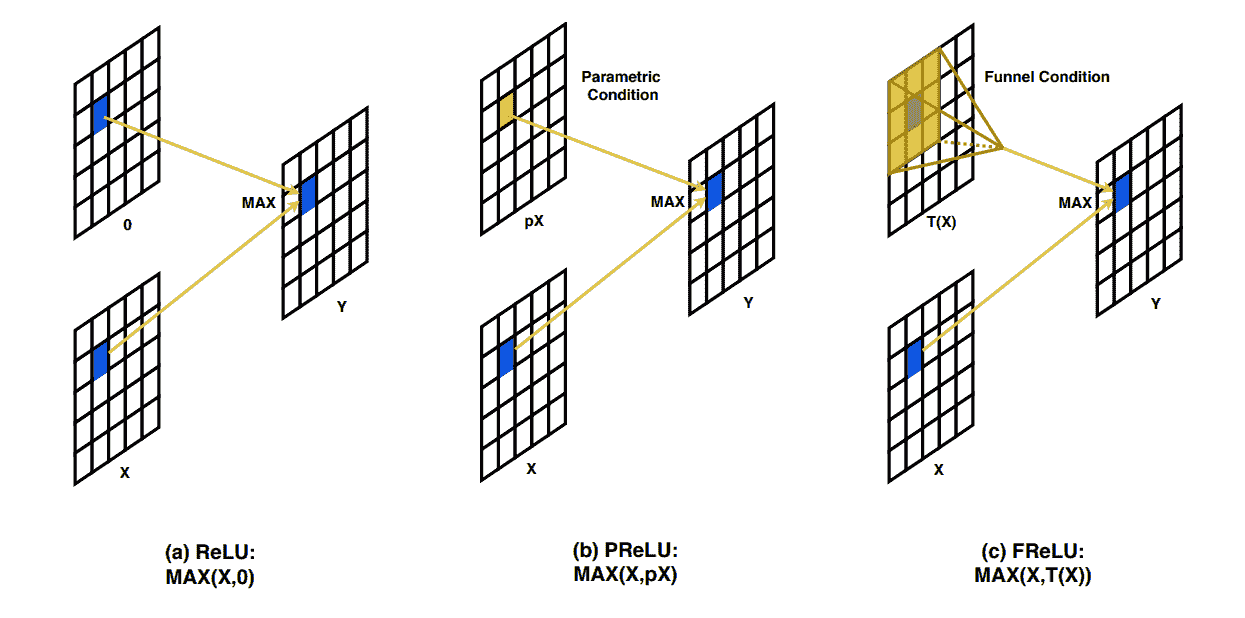 0
MAX
Y
X
(a) ReLU:
MAX(X,0)
Parametric
Condition
pX
MAX
Y
X
(b) PReLU:
MAX(X,pX)
Funnel Condition
T(X)
MAX
Y
X
(c) FReLU:
MAX(X,T(X))